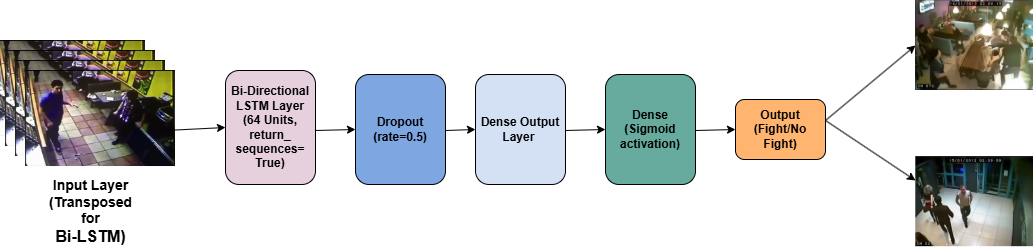 Input Layer
(Transposed
for
Bi-LSTM)
Bi-Directional
LSTM Layer
(64 Units,
return_
sequences=
True)
Dropout
(rate=0.5)
Dense Output
Layer
Dense
(Sigmoid
activation)
Output
(Fight/No
Fight)